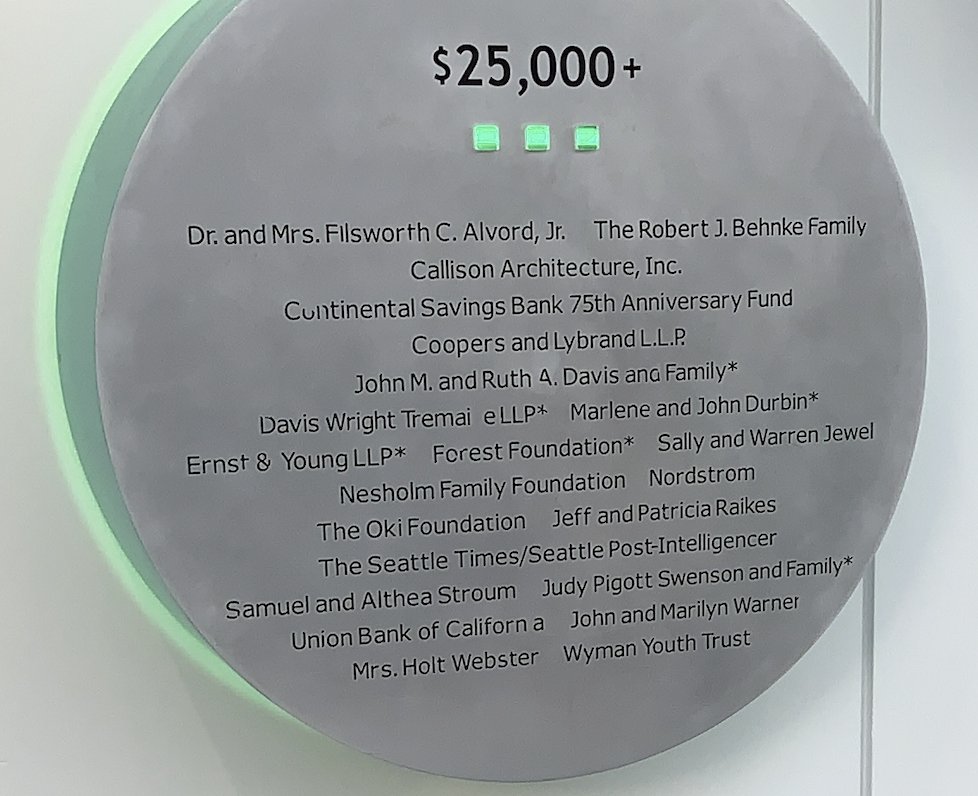 $25,000+
Dr. and Mrs. Ellsworth C. Alvord, Jr. The Robert J. Behnke Family
Callison Architecture, Inc.
Continental Savings Bank 75th Anniversary Fund
Coopers and Lybrand L.L.P.
John M. and Ruth A. Davis and Family*
Davis Wright Tremai e LLP* Marlene and John Durbin*
Ernst & Young LLP* Forest Foundation* Sally and Warren Jewel
Nesholm Family Foundation Nordstrom
The Oki Foundation Jeff and Patricia Raikes
The Seattle Times/Seattle Post-Intelligencer
Samuel and Althea Stroum Judy Pigott Swenson and Family*
Union Bank of Californ a John and Marilyn Warner
Mrs. Holt Webster Wyman Youth Trust